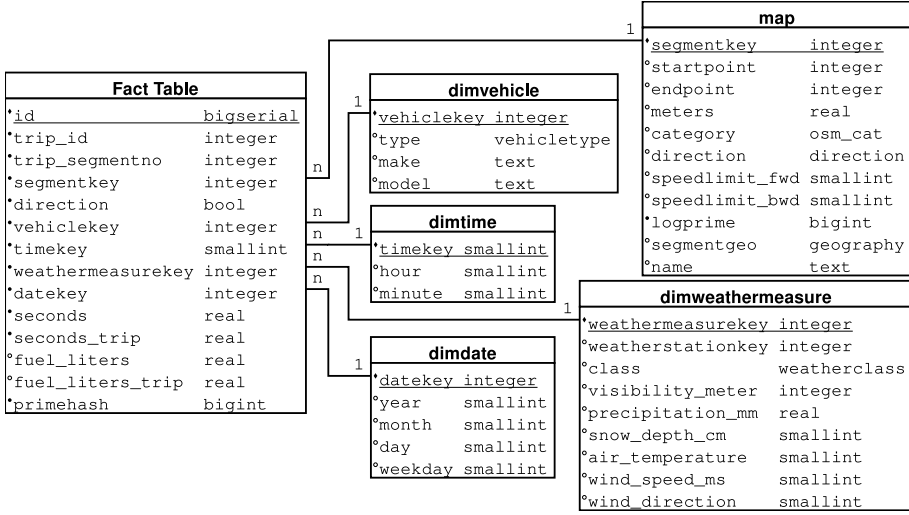 Fact Table
id bigserial
trip_id integer
trip_segmentno integer
segmentkey integer
direction bool
vehiclekey integer
timekey smallint
weathermeasurekey integer
datekey integer
seconds real
seconds_trip real
fuel_liters real
fuel_liters_trip real
primehash bigint
n
n
n
n
n
1
1
1
1
1
dimvehicle
vehiclekey integer
type vehicletype
make text
model text
dimtime
timekey smallint
hour smallint
minute smallint
dimdate
datekey integer
year smallint
month smallint
day smallint
weekday smallint
map
segmentkey integer
startpoint integer
endpoint integer
meters real
category osm_cat
direction direction
speedlimit_fwd smallint
speedlimit_bwd smallint
logprime bigint
segmentgeo geography
name text
dimweathermeasure
weathermeasurekey integer
weatherstationkey integer
class weatherclass
visibility_meter integer
precipitation_mm real
snow_depth_cm smallint
air_temperature smallint
wind_speed_ms smallint
wind_direction smallint